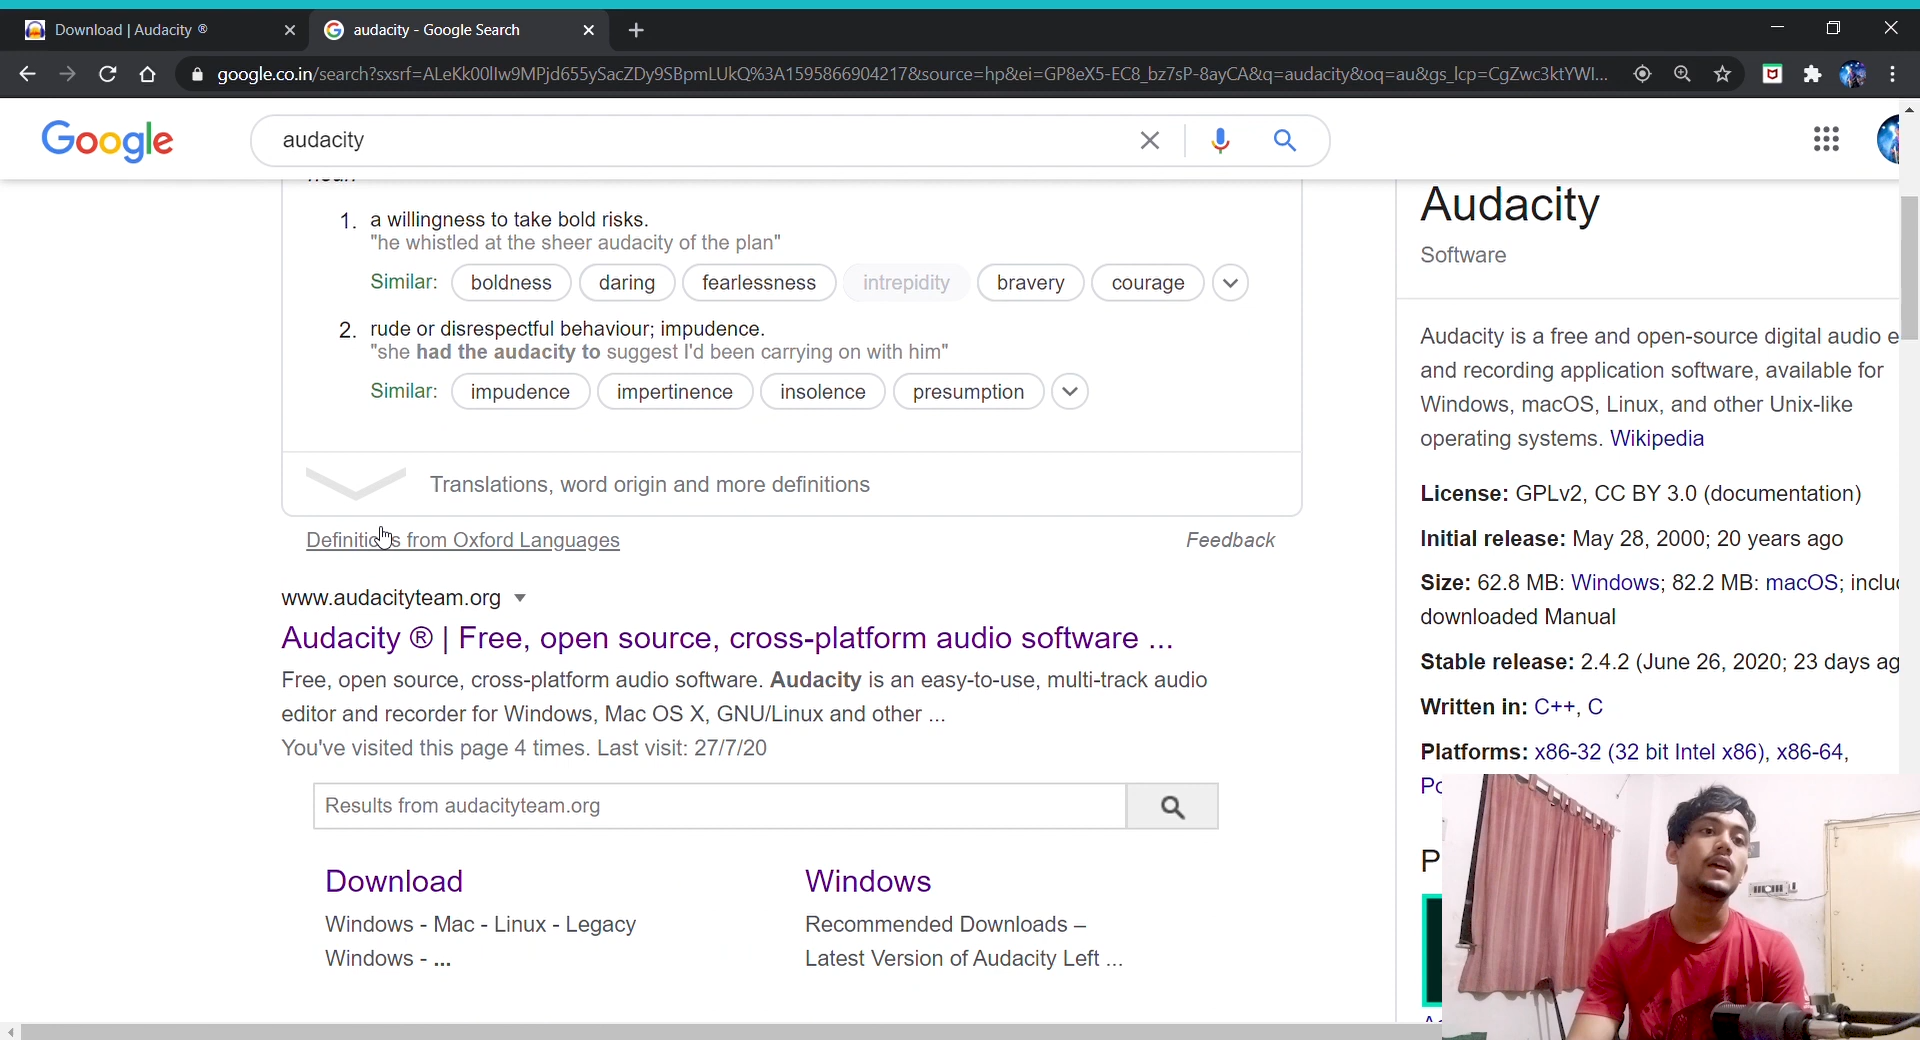 Download | Audacity ®
audacity - Google Search
google.co.in/search?sxsrf=ALeKk00lIw9MPjd655ySacZDy9SBpmLUkQ%3A1595866904217&source=hp&ei=GP8eX5-EC8_bz7sP-8ayCA&q=audacity&oq=au&gs_lcp=CgZwc3ktYWI...
Google
audacity
noun
1. a willingness to take bold risks.
"he whistled at the sheer audacity of the plan"
Similar: boldness daring fearlessness intrepidity bravery courage
2. rude or disrespectful behaviour; impudence.
"she had the audacity to suggest I'd been carrying on with him"
Similar: impudence impertinence insolence presumption
Translations, word origin and more definitions
Definitions from Oxford Languages
Feedback
www.audacityteam.org
Audacity ® | Free, open source, cross-platform audio software ...
Free, open source, cross-platform audio software. Audacity is an easy-to-use, multi-track audio
editor and recorder for Windows, Mac OS X, GNU/Linux and other ...
You've visited this page 4 times. Last visit: 27/7/20
Results from audacityteam.org
Download
Windows - Mac - Linux - Legacy
Windows - ...
Windows
Recommended Downloads –
Latest Version of Audacity Left ...
Audacity
Software
Audacity is a free and open-source digital audio e
and recording application software, available for
Windows, macOS, Linux, and other Unix-like
operating systems. Wikipedia
License: GPLv2, CC BY 3.0 (documentation)
Initial release: May 28, 2000; 20 years ago
Size: 62.8 MB: Windows; 82.2 MB: macOS; inclu
downloaded Manual
Stable release: 2.4.2 (June 26, 2020; 23 days ag
Written in: C++, C
Platforms: x86-32 (32 bit Intel x86), x86-64,
Po
P